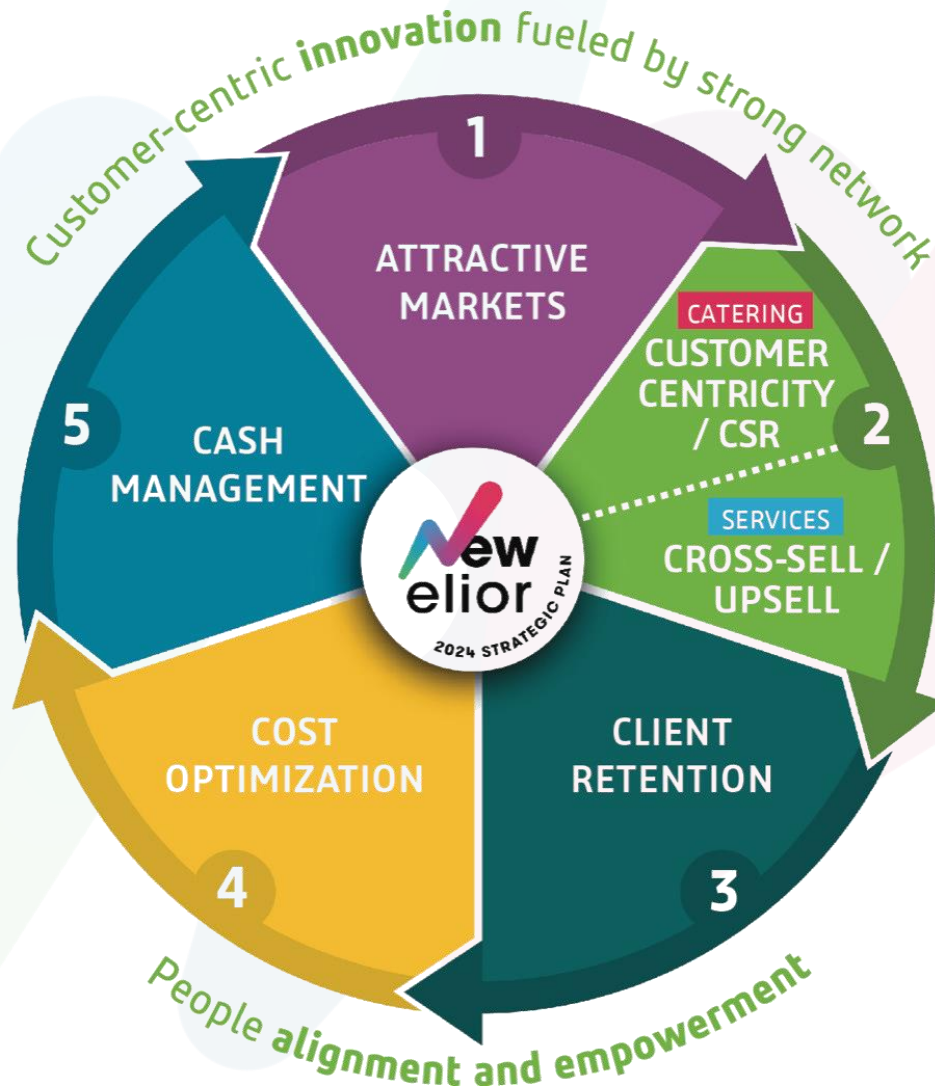 Customer-centric innovation fueled by strong network
1
ATTRACTIVE
MARKETS
CATERING
CUSTOMER
CENTRICITY
/ CSR
2
SERVICES
CROSS-SELL /
UPSELL
CLIENT
RETENTION
3
COST
OPTIMIZATION
4
5
CASH
MANAGEMENT
New
elior
2024 STRATEGIC PLAN
People alignment and empowerment